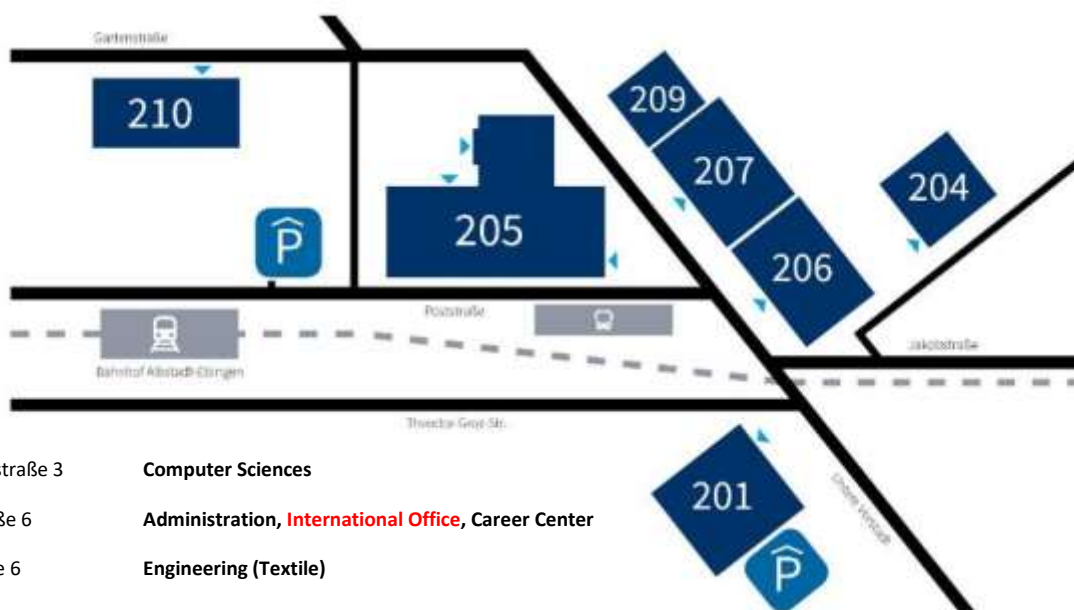 Gartenstraße
210
209
207
204
205
206
P
Poststraße
Jakobstraße
Bahnhof Albstadt-Ebingen
Theodor-Groz-Str.
201
Untere Vorstadt
P
straße 3 Computer Sciences
ße 6 Administration, International Office, Career Center
e 6 Engineering (Textile)